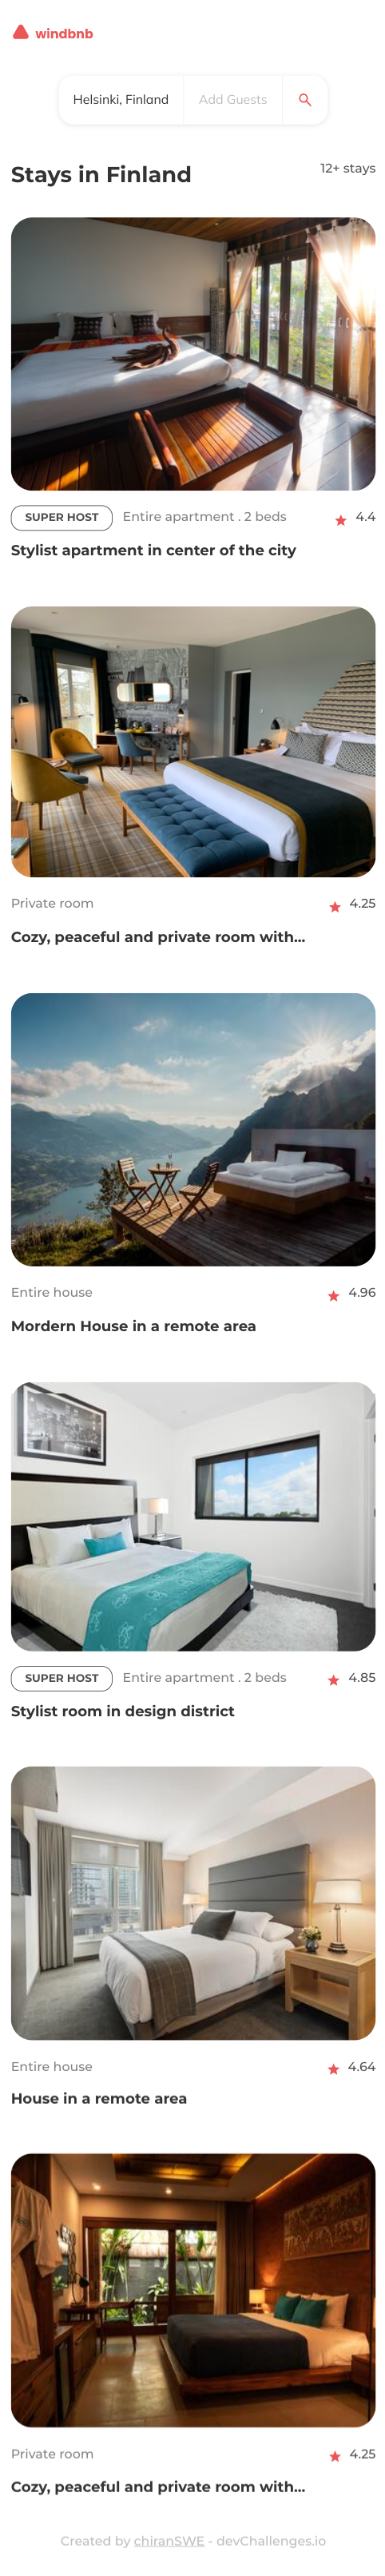 windbnb
Helsinki, Finland
Add Guests
Stays in Finland
12+ stays
SUPER HOST
Entire apartment . 2 beds
4.4
Stylist apartment in center of the city
Private room
4.25
Cozy, peaceful and private room with...
Entire house
4.96
Mordern House in a remote area
SUPER HOST
Entire apartment . 2 beds
4.85
Stylist room in design district
Entire house
4.64
House in a remote area
Private room
4.25
Cozy, peaceful and private room with...
Created by chiranSWE - devChallenges.io